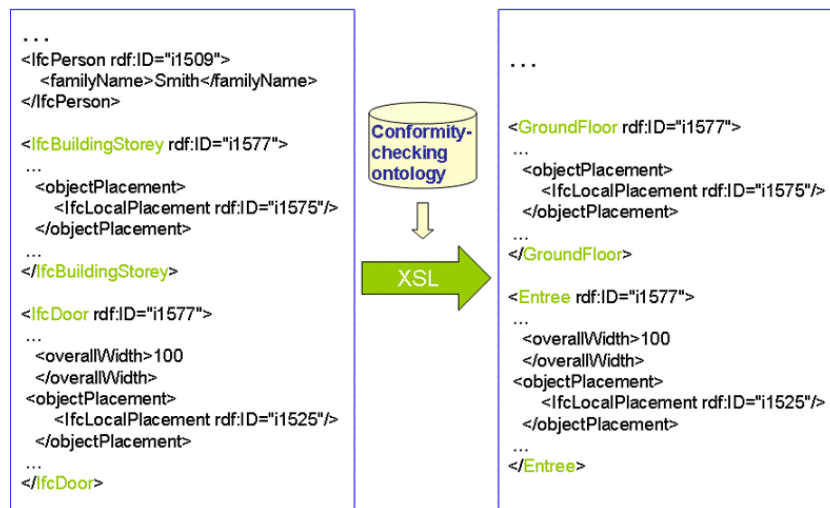 ...
<IfcPerson rdf:ID="i1509">
<familyName>Smith</familyName>
</IfcPerson>
<IfcBuildingStorey rdf:ID="i1577">
...
<objectPlacement>
<IfcLocalPlacement rdf:ID="i1575"/>
</objectPlacement>
...
</IfcBuildingStorey>
<IfcDoor rdf:ID="i1577">
...
<overallWidth>100
</overallWidth>
<objectPlacement>
<IfcLocalPlacement rdf:ID="i1525"/>
</objectPlacement>
...
</IfcDoor>
Conformity-
checking
ontology
XSL
...
<GroundFloor rdf:ID="i1577">
...
<objectPlacement>
<IfcLocalPlacement rdf:ID="i1575"/>
</objectPlacement>
...
</GroundFloor>
<Entree rdf:ID="i1577">
...
<overallWidth>100
</overallWidth>
<objectPlacement>
<IfcLocalPlacement rdf:ID="i1525"/>
</objectPlacement>
...
</Entree>